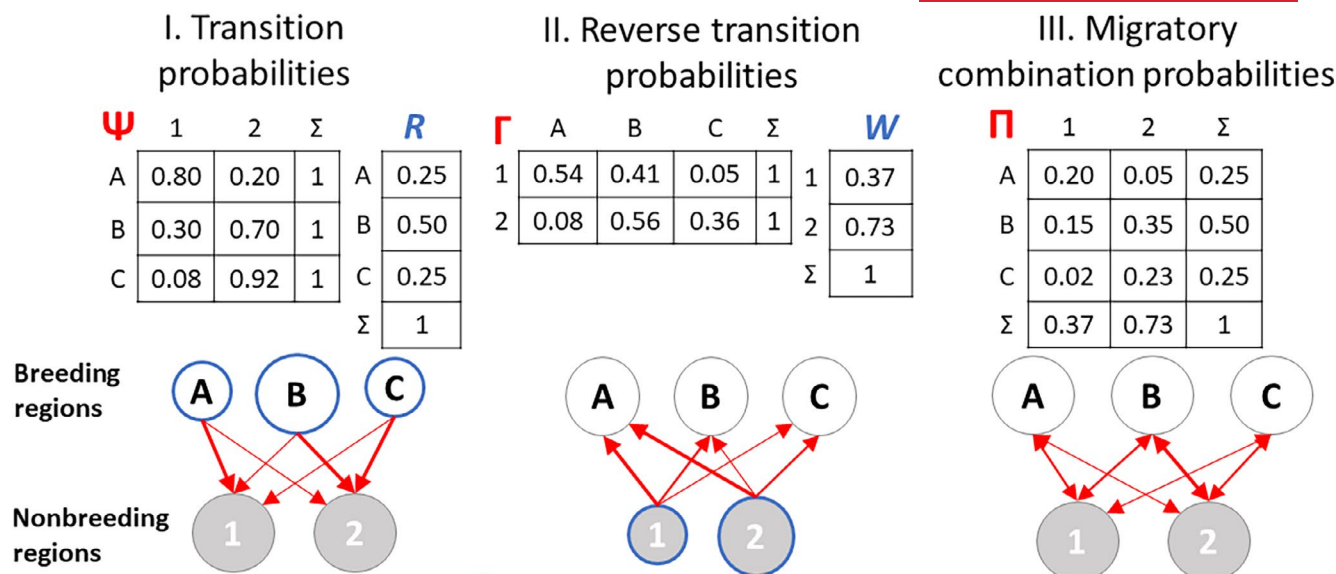 I. Transition
probabilities
Ψ 1 2 Σ R
A 0.80 0.20 1 A 0.25
B 0.30 0.70 1 B 0.50
C 0.08 0.92 1 C 0.25
Σ 1
II. Reverse transition
probabilities
Γ A B C Σ W
1 0.54 0.41 0.05 1 1 0.37
2 0.08 0.56 0.36 1 2 0.73
Σ 1
III. Migratory
combination probabilities
Π 1 2 Σ
A 0.20 0.05 0.25
B 0.15 0.35 0.50
C 0.02 0.23 0.25
Σ 0.37 0.73 1
Breeding
regions
A B C
A B C
A B C
Nonbreeding
regions
1 2
1 2
1 2